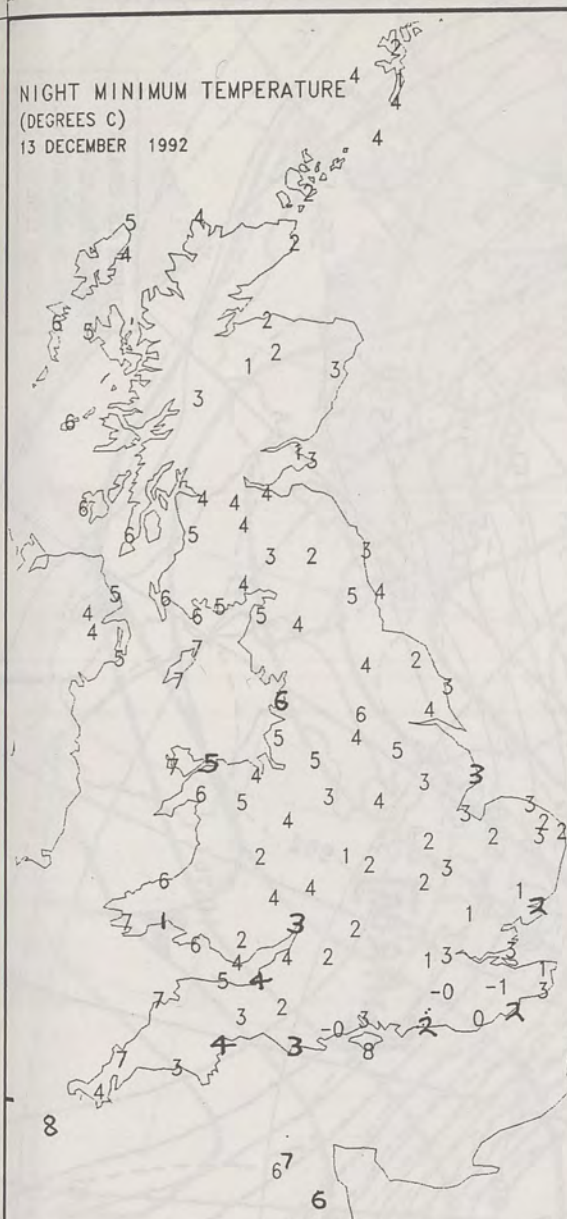 2
NIGHT MINIMUM TEMPERATURE 4
(DEGREES C) 4
13 DECEMBER 1992 4
2
5 4
4 2
6 5 2
1 2 3
3
6
3
6 4 4 4
6 5 4
3 2 3
5 6 4 5 4
4 6 5 5
4 4
5 7 4 2
7 3
6 6 4
5 4 5
7 5 4 5 3 3
6 5 3 4 3 3
4 2 3 2 2
2 1 2 3
6 4 4 2 1 2
7 1 3 2 1
6 2 4 2 1 3 3
4 5 4 1
7 2 -0 -1 3
3 -0 3 2 0 2
4 3 8
7 3
4
8
6 7
6